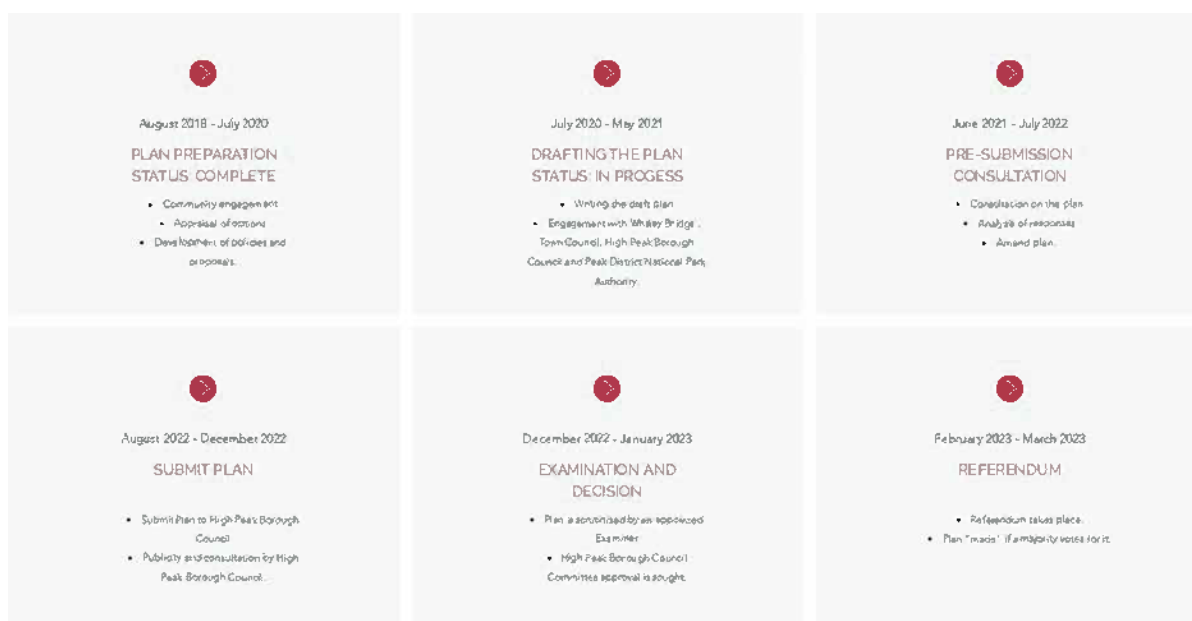 August 2018 - July 2020
PLAN PREPARATION
STATUS: COMPLETE
• Community engagement
• Appraisal of options
• Development of policies and
proposals.
July 2020 - May 2021
DRAFTING THE PLAN
STATUS: IN PROGESS
• Writing the draft plan
• Engagement with Whaley Bridge
Town Council, High Peak Borough
Council and Peak District National Park
Authority
June 2021 - July 2022
PRE-SUBMISSION
CONSULTATION
• Consultation on the plan
• Analysis of responses
• Amend plan.
August 2022 - December 2022
SUBMIT PLAN
• Submit Plan to High Peak Borough
Council
• Publicity and consultation by High
Peak Borough Council.
December 2022 - January 2023
EXAMINATION AND
DECISION
• Plan is scrutinised by an appointed
Examiner
• High Peak Borough Council
Committee approval is sought.
February 2023 - March 2023
REFERENDUM
• Referendum takes place.
• Plan "made" if a majority votes for it.